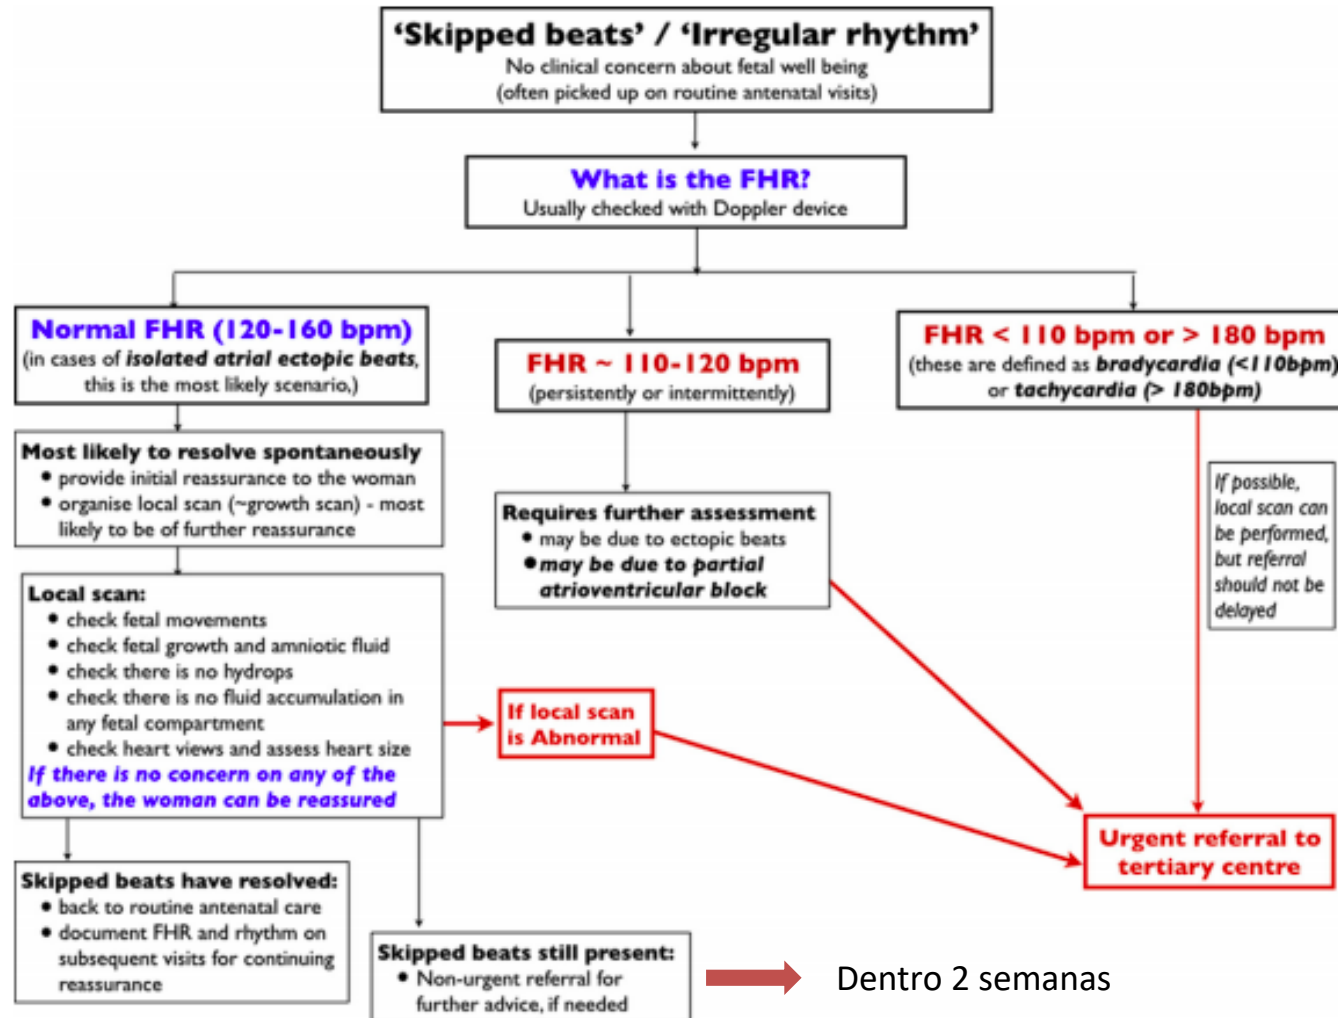 ‘Skipped beats’ / ‘Irregular rhythm’
No clinical concern about fetal well being
(often picked up on routine antenatal visits)
What is the FHR?
Usually checked with Doppler device
Normal FHR (120-160 bpm)
(in cases of isolated atrial ectopic beats,
this is the most likely scenario,)
FHR ~ 110-120 bpm
(persistently or intermittently)
FHR < 110 bpm or > 180 bpm
(these are defined as bradycardia (<110bpm)
or tachycardia (> 180bpm)
Most likely to resolve spontaneously
• provide initial reassurance to the woman
• organise local scan (~growth scan) - most
likely to be of further reassurance
Requires further assessment
• may be due to ectopic beats
• may be due to partial
atrioventricular block
If possible,
local scan can
be performed,
but referral
should not be
delayed
Local scan:
• check fetal movements
• check fetal growth and amniotic fluid
• check there is no hydrops
• check there is no fluid accumulation in
any fetal compartment
• check heart views and assess heart size
If there is no concern on any of the
above, the woman can be reassured
If local scan
is Abnormal
Urgent referral to
tertiary centre
Skipped beats have resolved:
• back to routine antenatal care
• document FHR and rhythm on
subsequent visits for continuing
reassurance
Skipped beats still present:
• Non-urgent referral for
further advice, if needed
Dentro 2 semanas